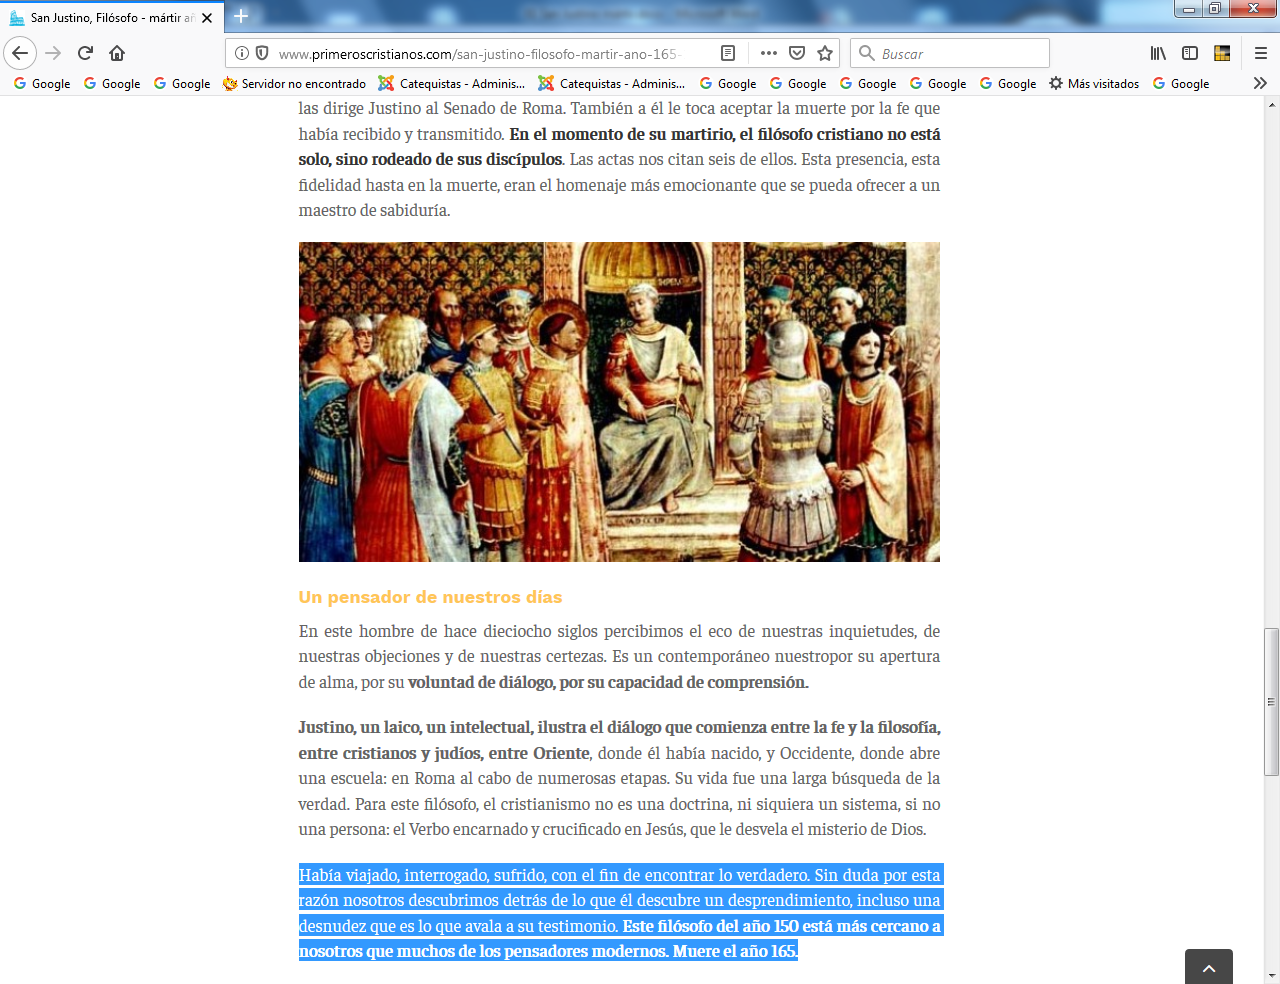 San Justino, Filósofo - mártir añ
www.primeroscristianos.com/san-justino-filosofo-martir-ano-165-
Buscar
Google
Google
Google
Servidor no encontrado
Catequistas - Adminis...
Catequistas - Adminis...
Google
Google
Google
Google
Google
Más visitados
Google
las dirige Justino al Senado de Roma. También a él le toca aceptar la muerte por la fe que
había recibido y transmitido. En el momento de su martirio, el filósofo cristiano no está
solo, sino rodeado de sus discípulos. Las actas nos citan seis de ellos. Esta presencia, esta
fidelidad hasta en la muerte, eran el homenaje más emocionante que se pueda ofrecer a un
maestro de sabiduría.
Un pensador de nuestros días
En este hombre de hace dieciocho siglos percibimos el eco de nuestras inquietudes, de
nuestras objeciones y de nuestras certezas. Es un contemporáneo nuestropor su apertura
de alma, por su voluntad de diálogo, por su capacidad de comprensión.
Justino, un laico, un intelectual, ilustra el diálogo que comienza entre la fe y la filosofía,
entre cristianos y judíos, entre Oriente, donde él había nacido, y Occidente, donde abre
una escuela: en Roma al cabo de numerosas etapas. Su vida fue una larga búsqueda de la
verdad. Para este filósofo, el cristianismo no es una doctrina, ni siquiera un sistema, si no
una persona: el Verbo encarnado y crucificado en Jesús, que le desvela el misterio de Dios.
Había viajado, interrogado, sufrido, con el fin de encontrar lo verdadero. Sin duda por esta
razón nosotros descubrimos detrás de lo que él descubre un desprendimiento, incluso una
desnudez que es lo que avala a su testimonio. Este filósofo del año 150 está más cercano a
nosotros que muchos de los pensadores modernos. Muere el año 165.